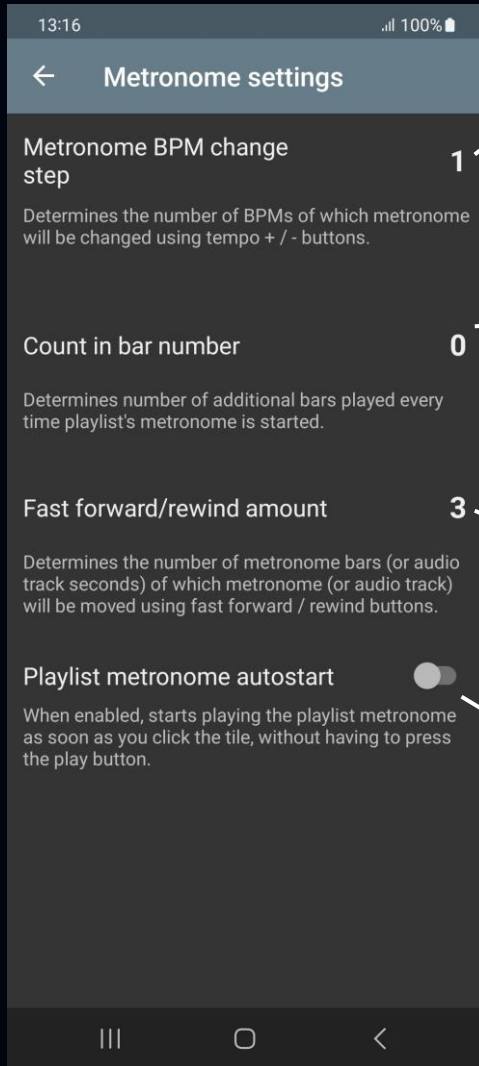 13:16 100%
Metronome settings
Metronome BPM change
step
1
Determines the number of BPMs of which metronome
will be changed using tempo + / - buttons.
Count in bar number 0
Determines number of additional bars played every
time playlist's metronome is started.
Fast forward/rewind amount 3
Determines the number of metronome bars (or audio
track seconds) of which metronome (or audio track)
will be moved using fast forward / rewind buttons.
Playlist metronome autostart
When enabled, starts playing the playlist metronome
as soon as you click the tile, without having to press
the play button.